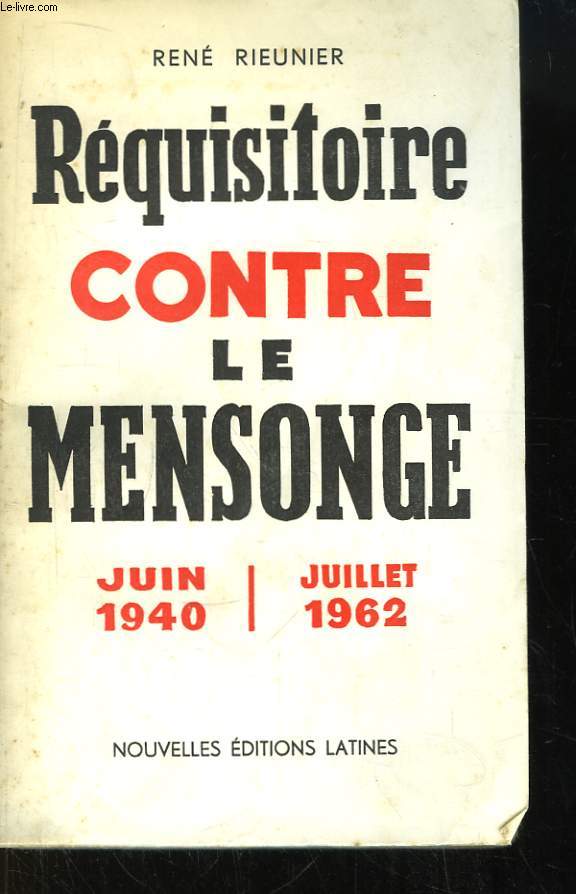 Le-livre.com
RENÉ RIEUNIER
Réquisitoire
CONTRE
LE
MENSONGE
JUIN 1940 | JUILLET 1962
NOUVELLES ÉDITIONS LATINES